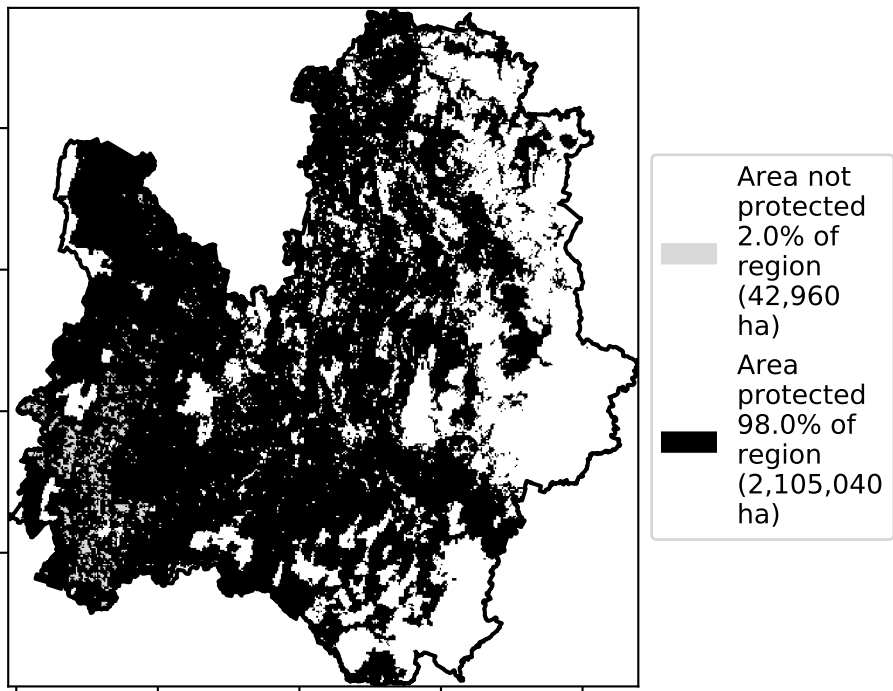 Area not
protected
2.0% of
region
(42,960
ha)
Area
protected
98.0% of
region
(2,105,040
ha)